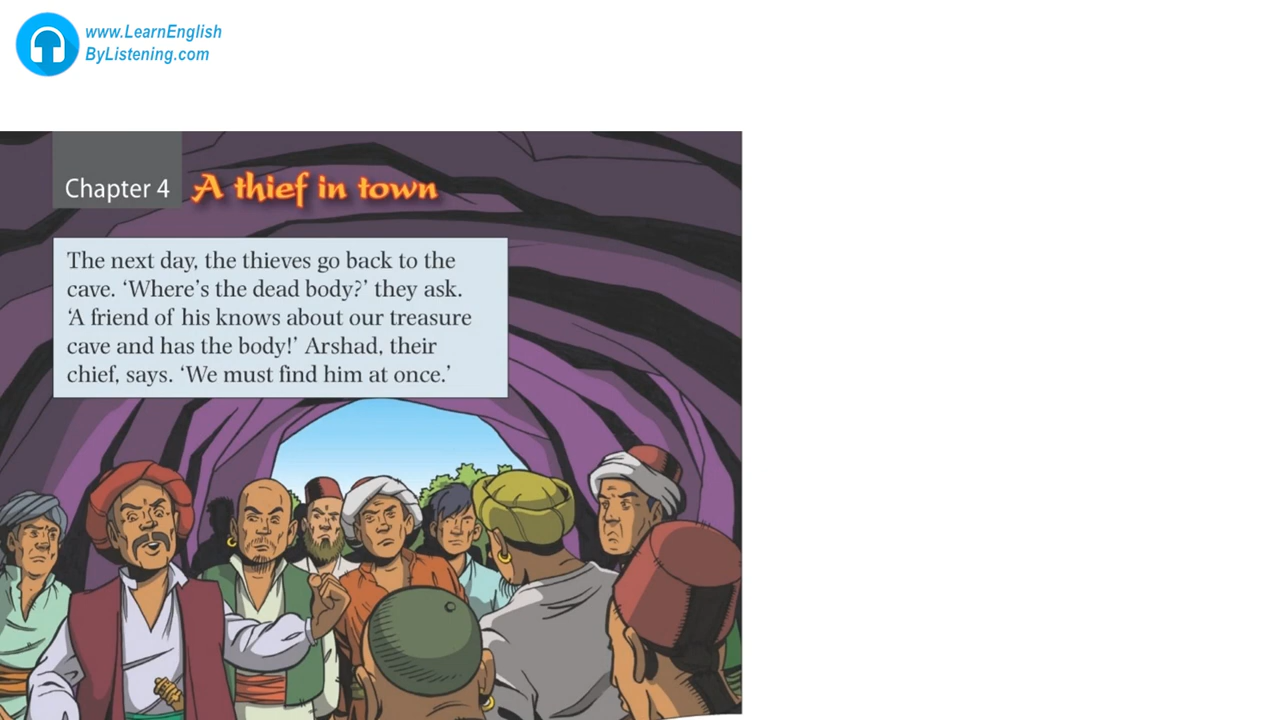 www.LearnEnglish
ByListening.com
Chapter 4 A thief in town
The next day, the thieves go back to the
cave. ‘Where’s the dead body?’ they ask.
‘A friend of his knows about our treasure
cave and has the body!’ Arshad, their
chief, says. ‘We must find him at once.’